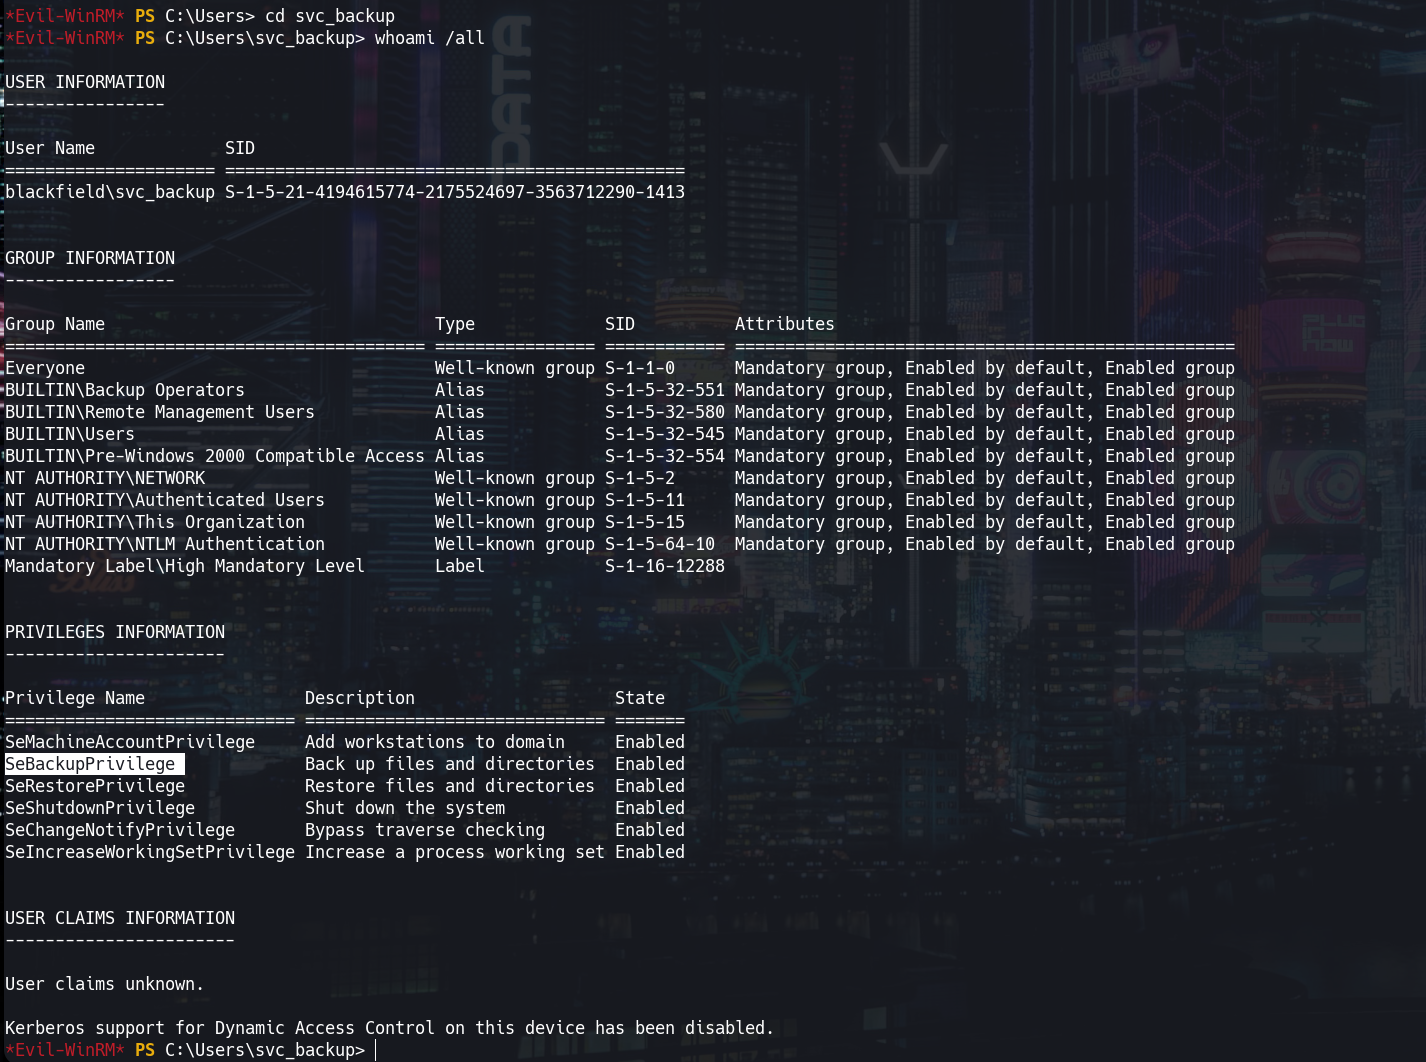 *Evil-WinRM* PS C:\Users> cd svc_backup
*Evil-WinRM* PS C:\Users\svc_backup> whoami /all
USER INFORMATION
----------------
User Name             SID
===================== ==============================================
blackfield\svc_backup S-1-5-21-4194615774-2175524697-3563712290-1413
GROUP INFORMATION
-----------------
Group Name                                 Type             SID          Attributes
========================================== ================ ============ ==================================================
Everyone                                   Well-known group S-1-1-0      Mandatory group, Enabled by default, Enabled group
BUILTIN\Backup Operators                   Alias            S-1-5-32-551 Mandatory group, Enabled by default, Enabled group
BUILTIN\Remote Management Users            Alias            S-1-5-32-580 Mandatory group, Enabled by default, Enabled group
BUILTIN\Users                              Alias            S-1-5-32-545 Mandatory group, Enabled by default, Enabled group
BUILTIN\Pre-Windows 2000 Compatible Access Alias            S-1-5-32-554 Mandatory group, Enabled by default, Enabled group
NT AUTHORITY\NETWORK                       Well-known group S-1-5-2      Mandatory group, Enabled by default, Enabled group
NT AUTHORITY\Authenticated Users           Well-known group S-1-5-11     Mandatory group, Enabled by default, Enabled group
NT AUTHORITY\This Organization             Well-known group S-1-5-15     Mandatory group, Enabled by default, Enabled group
NT AUTHORITY\NTLM Authentication           Well-known group S-1-5-64-10  Mandatory group, Enabled by default, Enabled group
Mandatory Label\High Mandatory Level       Label            S-1-16-12288
PRIVILEGES INFORMATION
----------------------
Privilege Name                Description                    State
============================= ============================== =======
SeMachineAccountPrivilege     Add workstations to domain     Enabled
SeBackupPrivilege             Back up files and directories  Enabled
SeRestorePrivilege            Restore files and directories  Enabled
SeShutdownPrivilege           Shut down the system           Enabled
SeChangeNotifyPrivilege       Bypass traverse checking       Enabled
SeIncreaseWorkingSetPrivilege Increase a process working set Enabled
USER CLAIMS INFORMATION
-----------------------
User claims unknown.
Kerberos support for Dynamic Access Control on this device has been disabled.
*Evil-WinRM* PS C:\Users\svc_backup>
DATA